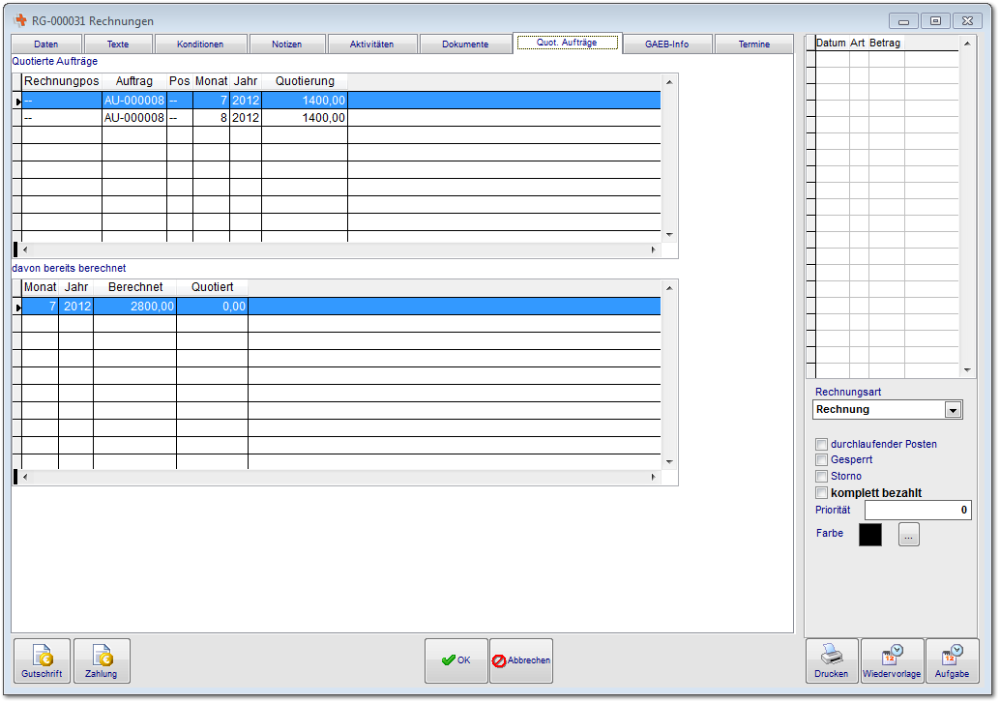 RG-000031 Rechnungen
Daten Texte Konditionen Notizen Aktivitäten Dokumente Quot. Aufträge GAEB-Info Termine
Quotierte Aufträge
Rechnungpos Auftrag Pos Monat Jahr Quotierung
-- AU-000008 -- 7 2012 1400,00
-- AU-000008 -- 8 2012 1400,00
davon bereits berechnet
Monat Jahr Berechnet Quotiert
7 2012 2800,00 0,00
Datum Art Betrag
Rechnungsart
Rechnung
durchlaufender Posten
Gesperrt
Storno
komplett bezahlt
Priorität 0
Farbe ...
Gutschrift Zahlung OK Abbrechen Drucken Wiedervorlage Aufgabe